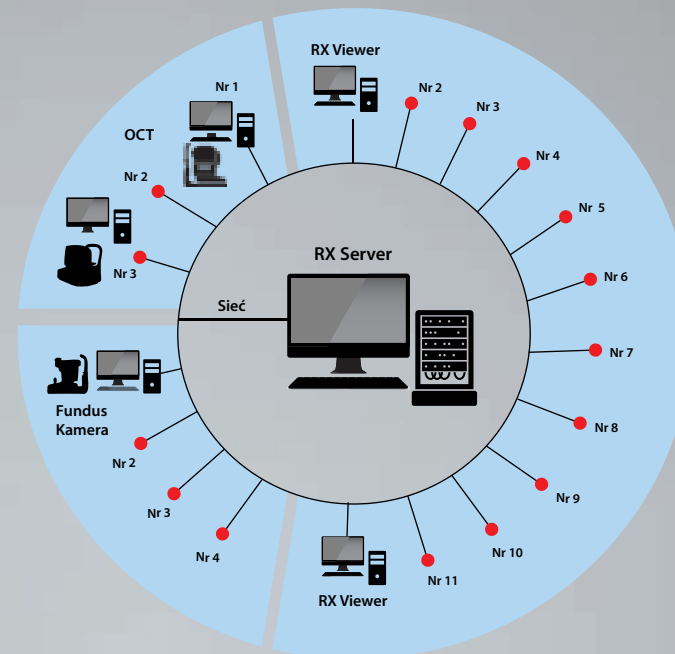 RX Viewer
Nr 1
Nr 2
Nr 3
OCT
Nr 4
Nr 2
Nr 5
Nr 3
Nr 6
RX Server
Sieć
Nr 7
Fundus
Kamera
Nr 8
Nr 2
Nr 9
Nr 3
Nr 4
Nr 10
Nr 11
RX Viewer